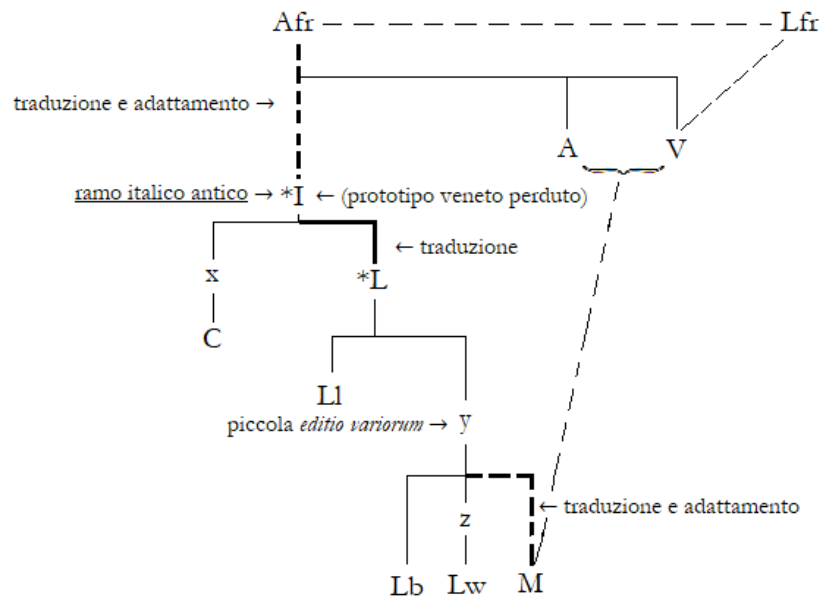 Afr Lfr
traduzione e adattamento →
A V
ramo italico antico → *I ← (prototipo veneto perduto)
← traduzione
x *L
C
Ll
piccola editio variorum → y
← traduzione e adattamento
z
Lb Lw M